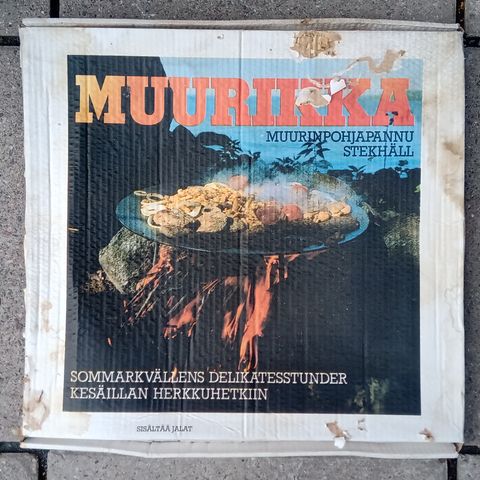 MUURIKKA
MUURINPOHJAPANNU
STEKHÄLL
SOMMARKVÄLLENS DELIKATESSTUNDER
KESÄILLAN HERKKUHETKIIN
SISÄLTÄÄ JALAT